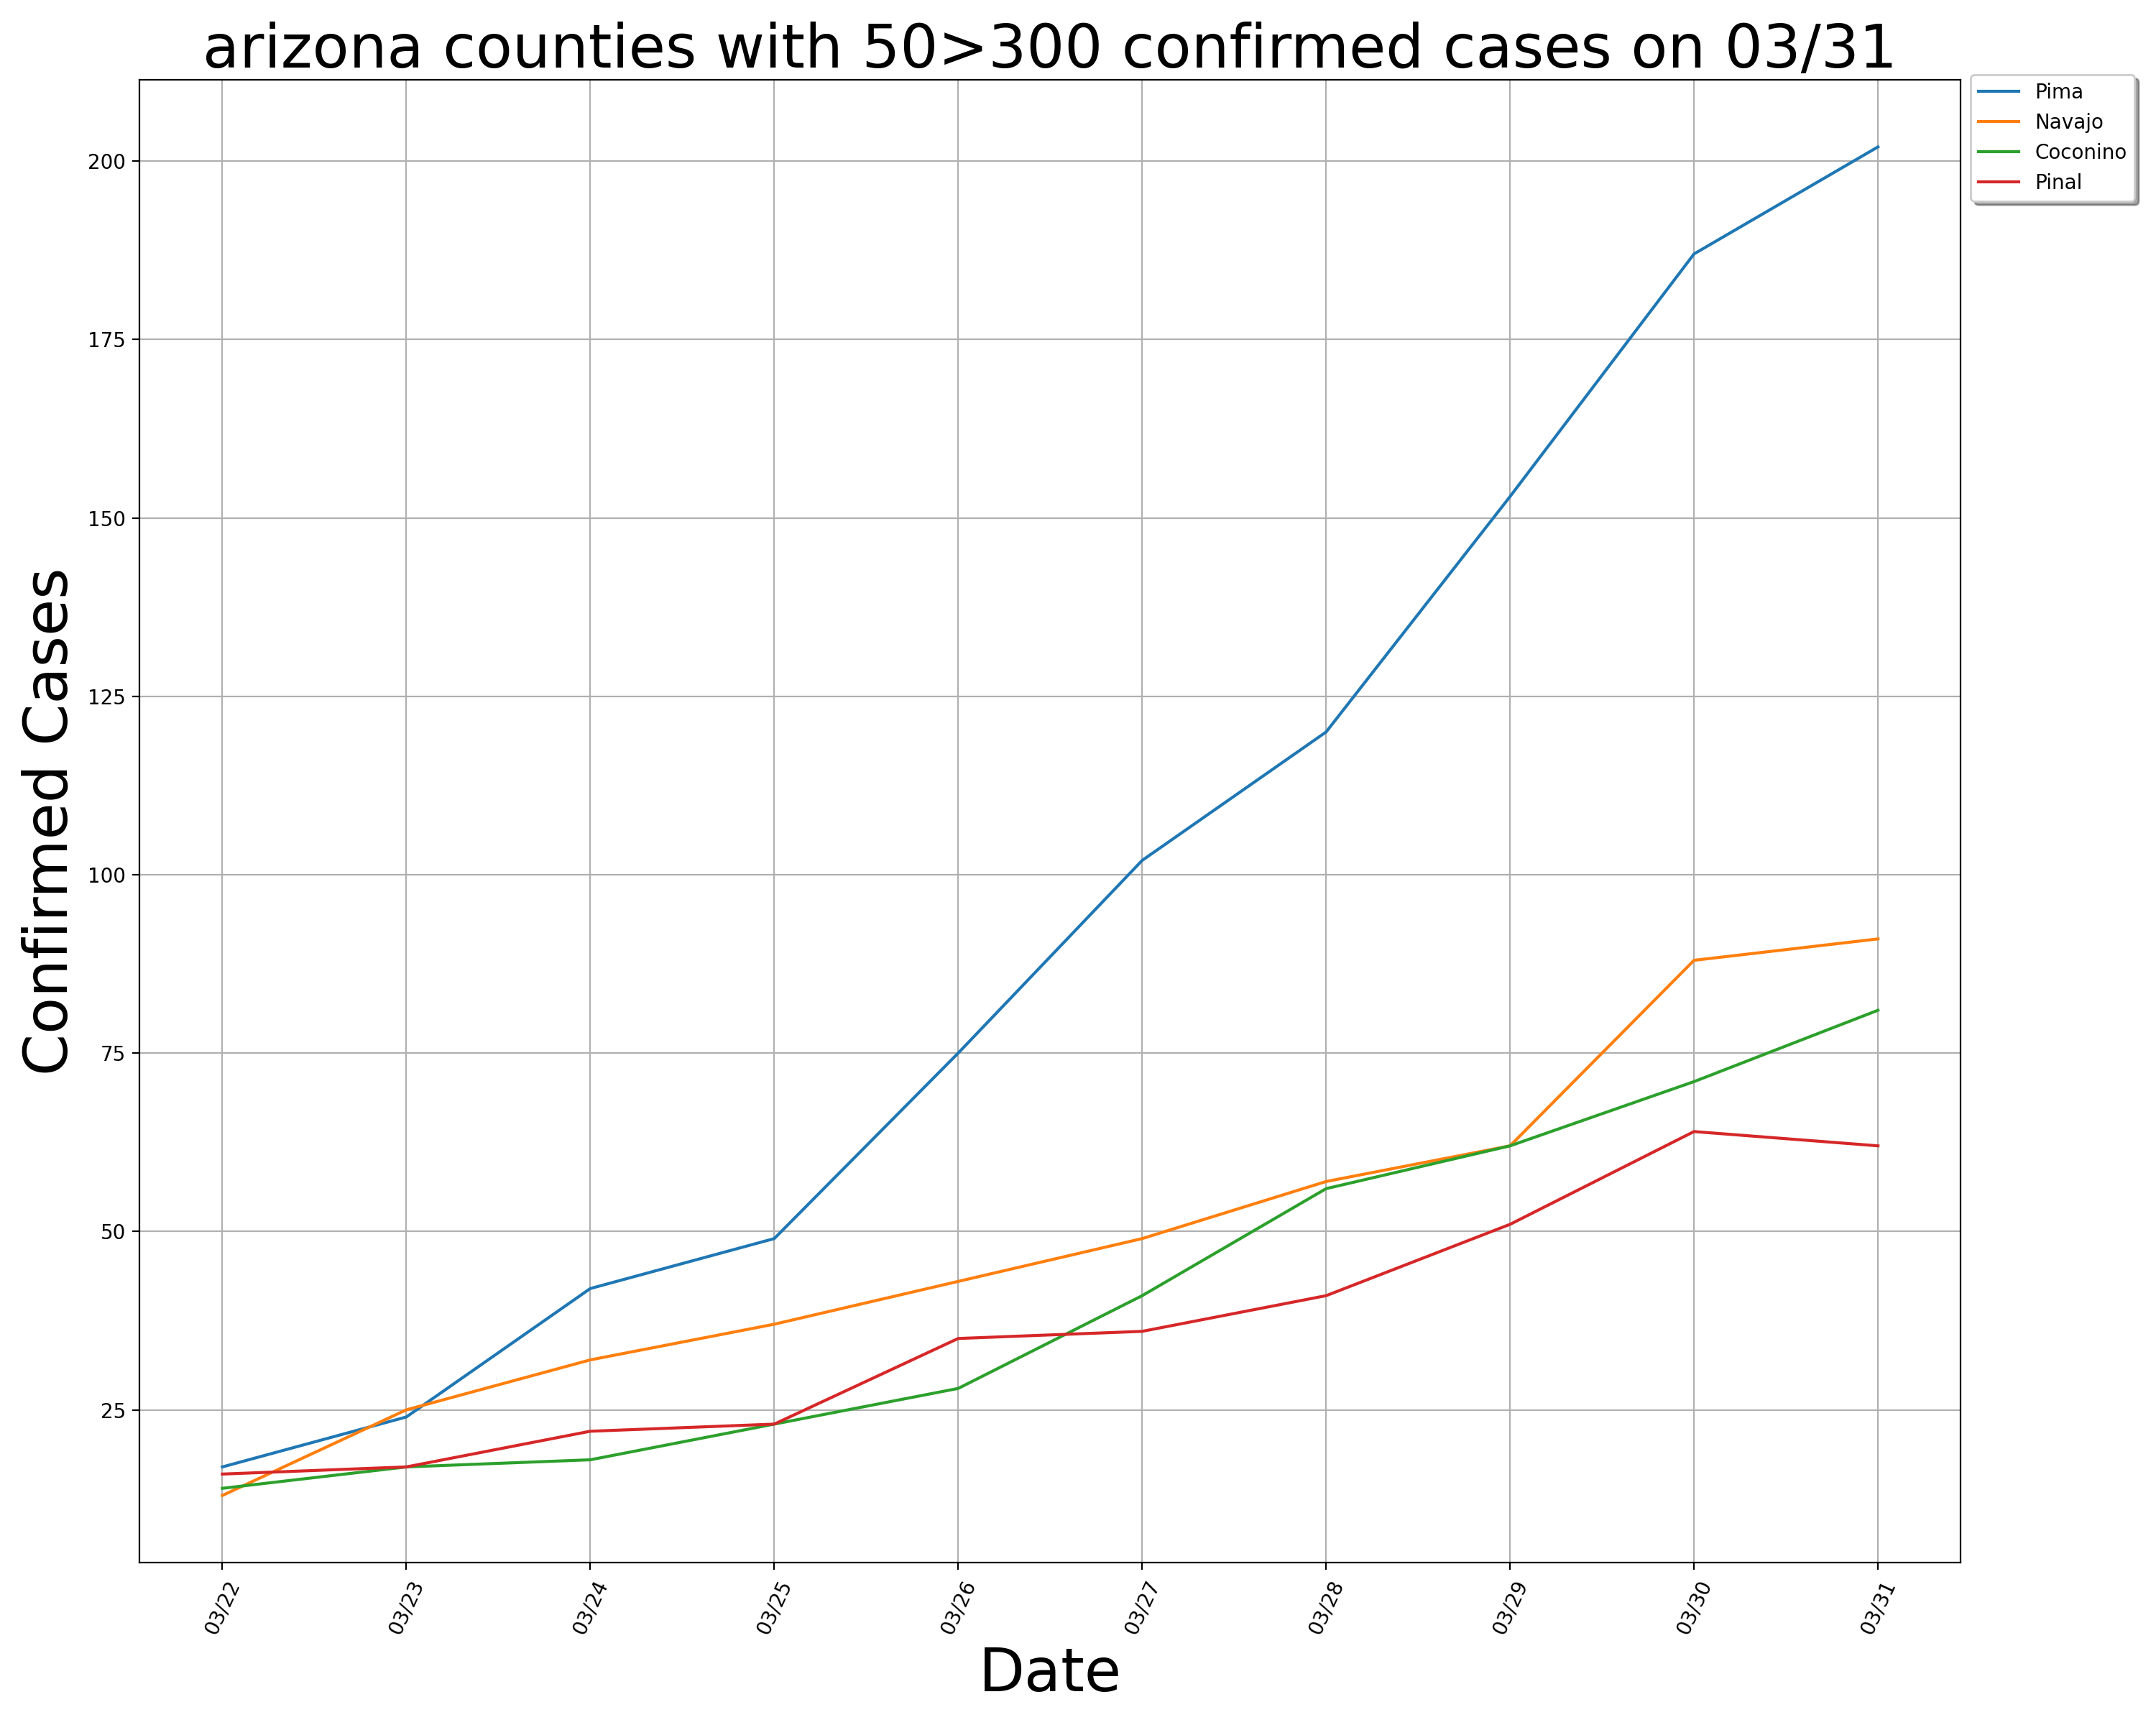 arizona counties with 50>300 confirmed cases on 03/31
Pima
Navajo
Coconino
Pinal
Confirmed Cases
200
175
150
125
100
75
50
25
03/22
03/23
03/24
03/25
03/26
03/27
03/28
03/29
03/30
03/31
Date